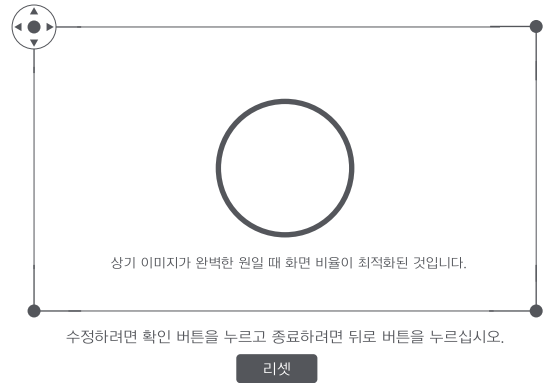 상기 이미지가 완벽한 원일 때 화면 비율이 최적화된 것입니다.
수정하려면 확인 버튼을 누르고 종료하려면 뒤로 버튼을 누르십시오.
리셋